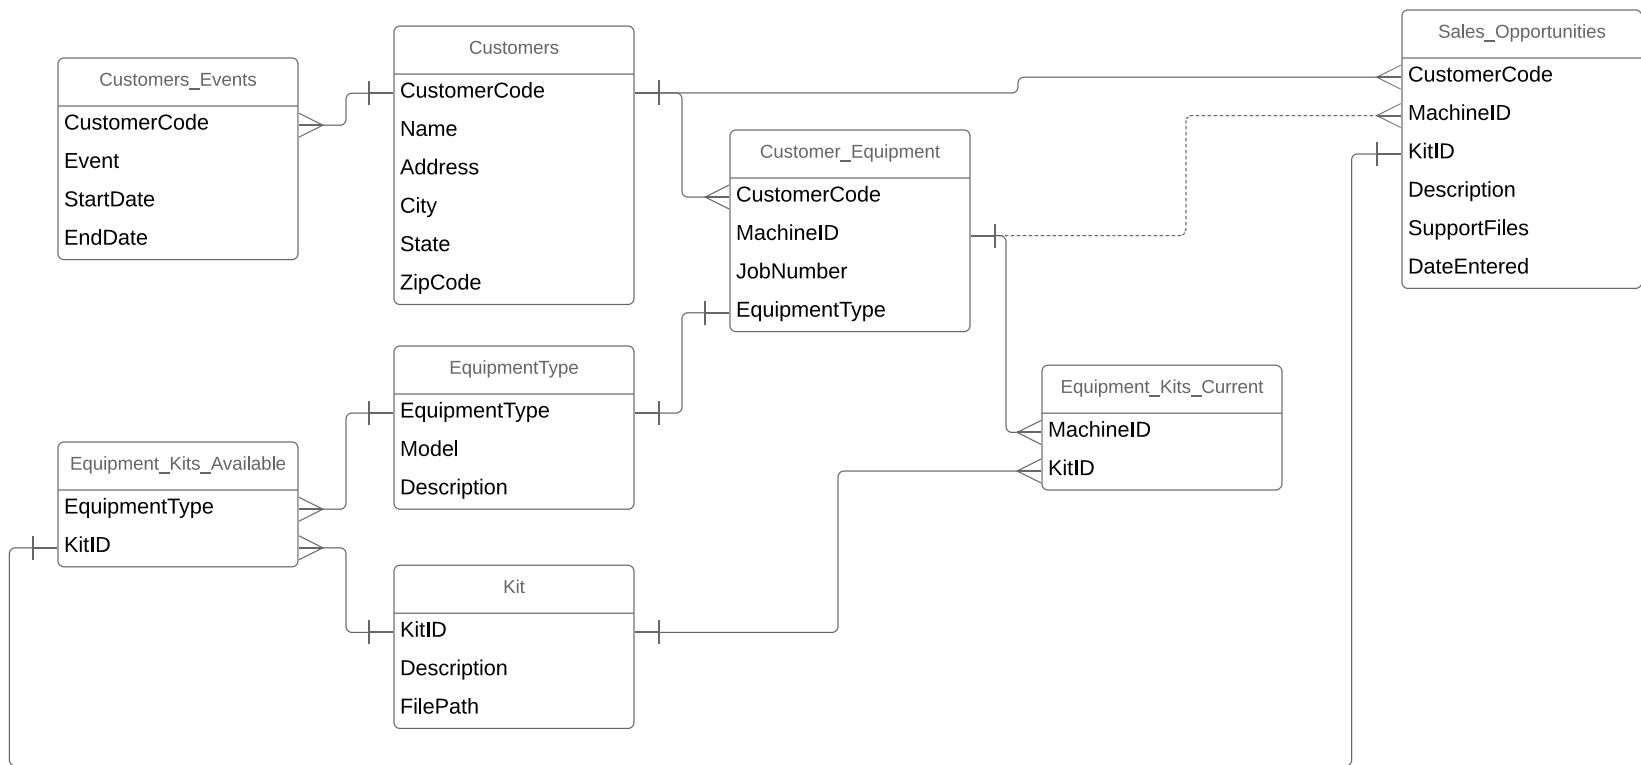 Customers_Events
CustomerCode
Event
StartDate
EndDate
Customers
CustomerCode
Name
Address
City
State
ZipCode
Customer_Equipment
CustomerCode
MachineID
JobNumber
EquipmentType
Sales_Opportunities
CustomerCode
MachineID
KitID
Description
SupportFiles
DateEntered
EquipmentType
EquipmentType
Model
Description
Equipment_Kits_Current
MachineID
KitID
Equipment_Kits_Available
EquipmentType
KitID
Kit
KitID
Description
FilePath